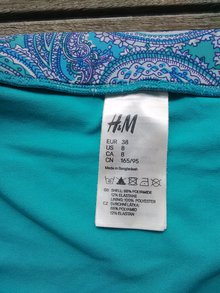 H&M
EUR 38
US 8
CA 8
CN 165/95
Made in Bangladesh
GB SHELL: 88% POLYAMIDE
12% ELASTANE
LINING: 100% POLYESTER
CZ SVRCHNÍ LÁTKA:
88% POLYAMID
12% ELASTAN